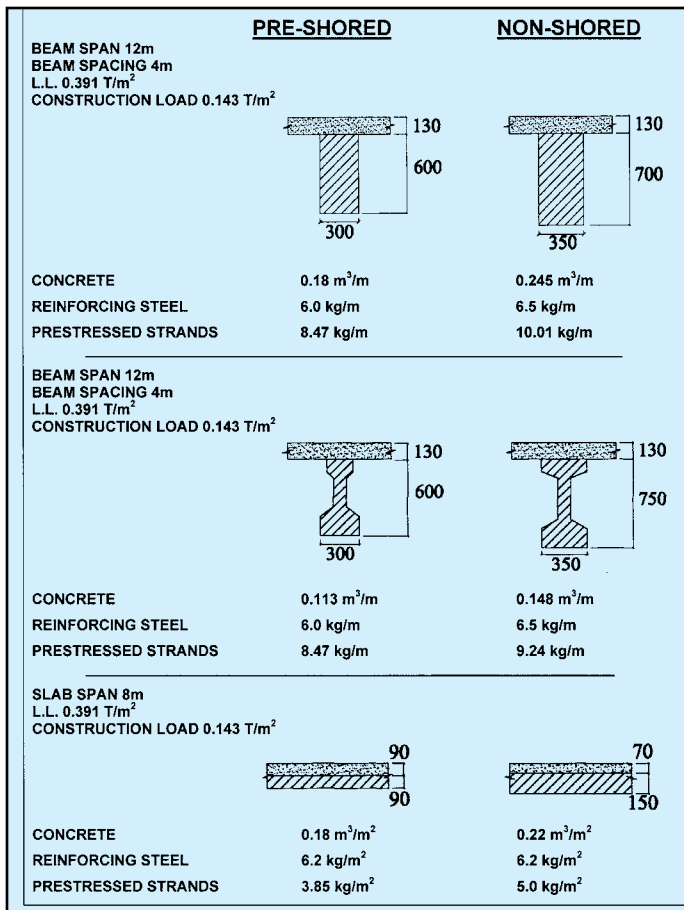 PRE-SHORED NON-SHORED
BEAM SPAN 12m
BEAM SPACING 4m
L.L. 0.391 T/m²
CONSTRUCTION LOAD 0.143 T/m²
130 130
600 700
300 350
CONCRETE 0.18 m³/m 0.245 m³/m
REINFORCING STEEL 6.0 kg/m 6.5 kg/m
PRESTRESSED STRANDS 8.47 kg/m 10.01 kg/m
BEAM SPAN 12m
BEAM SPACING 4m
L.L. 0.391 T/m²
CONSTRUCTION LOAD 0.143 T/m²
130 130
600 750
300 350
CONCRETE 0.113 m³/m 0.148 m³/m
REINFORCING STEEL 6.0 kg/m 6.5 kg/m
PRESTRESSED STRANDS 8.47 kg/m 9.24 kg/m
SLAB SPAN 8m
L.L. 0.391 T/m²
CONSTRUCTION LOAD 0.143 T/m²
90 70
90 150
CONCRETE 0.18 m³/m² 0.22 m³/m²
REINFORCING STEEL 6.2 kg/m² 6.2 kg/m²
PRESTRESSED STRANDS 3.85 kg/m² 5.0 kg/m²